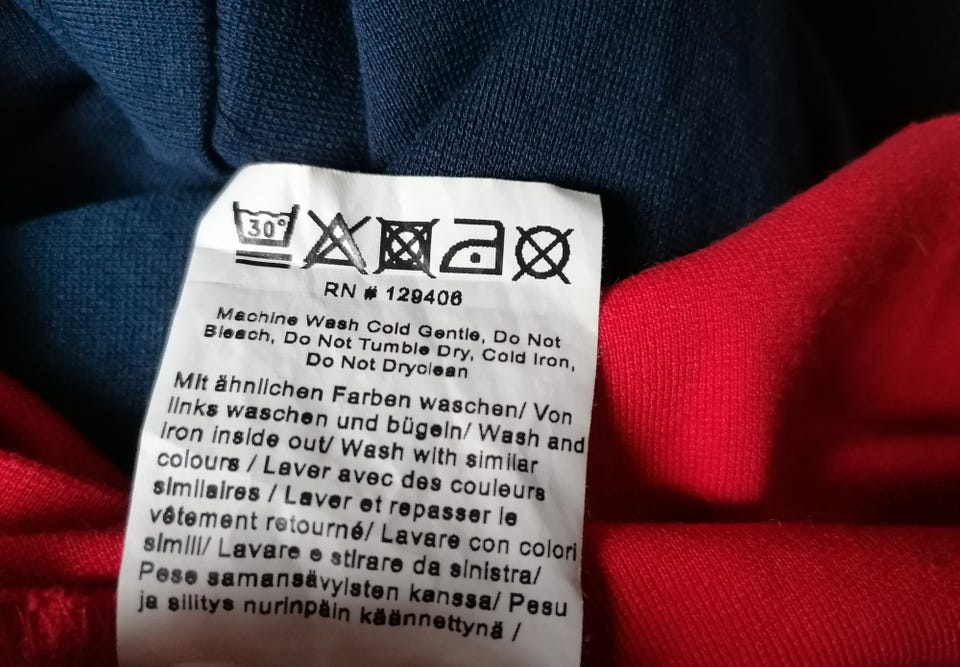 30°
RN # 129406
Machine Wash Cold Gentle, Do Not
Bleach, Do Not Tumble Dry, Cold Iron,
Do Not Dryclean
Mit ähnlichen Farben waschen/ Von
links waschen und bügeln/ Wash and
iron inside out/ Wash with similar
colours / Laver avec des couleurs
similaires / Laver et repasser le
vêtement retourné/ Lavare con colori
simili/ Lavare e stirare da sinistra/
Pese samansävyisten kanssa/ Pesu
ja silitys nurinpäin käännettynä /